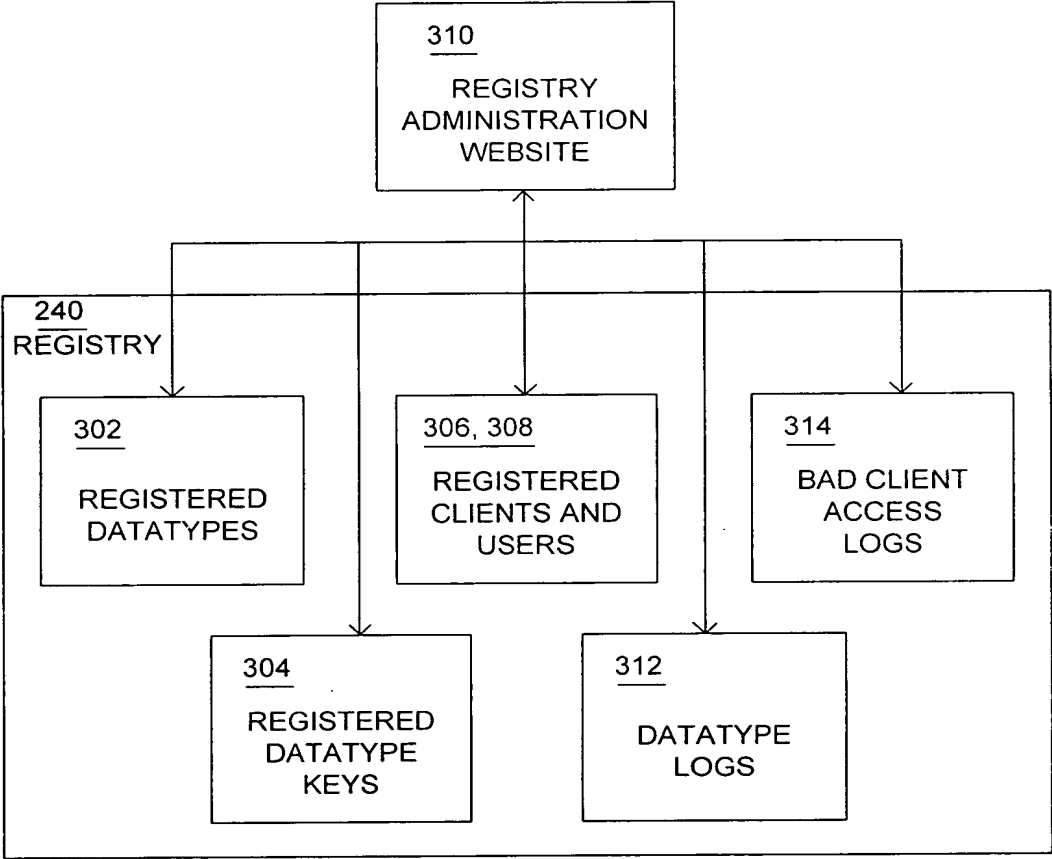 310
REGISTRY
ADMINISTRATION
WEBSITE
240
REGISTRY
302
REGISTERED
DATATYPES
306, 308
REGISTERED
CLIENTS AND
USERS
314
BAD CLIENT
ACCESS
LOGS
304
REGISTERED
DATATYPE
KEYS
312
DATATYPE
LOGS